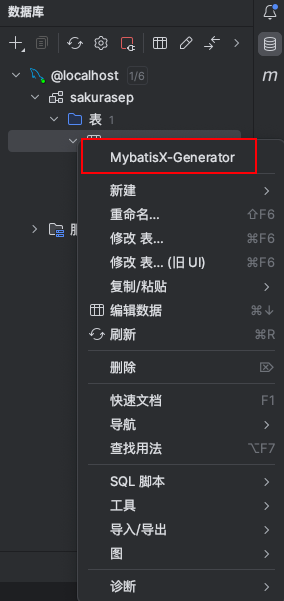 数据库
@localhost 1/6
sakurasep
表 1
MybatisX-Generator
新建
重命名... ⇧F6
修改 表... ⌘F6
修改 表... (旧 UI) ⌘F6
复制/粘贴
编辑数据 ⌘↓
刷新 ⌘R
删除 ⌦
快速文档 F1
导航
查找用法 ⌥F7
SQL 脚本
工具
导入/导出
图
诊断
m